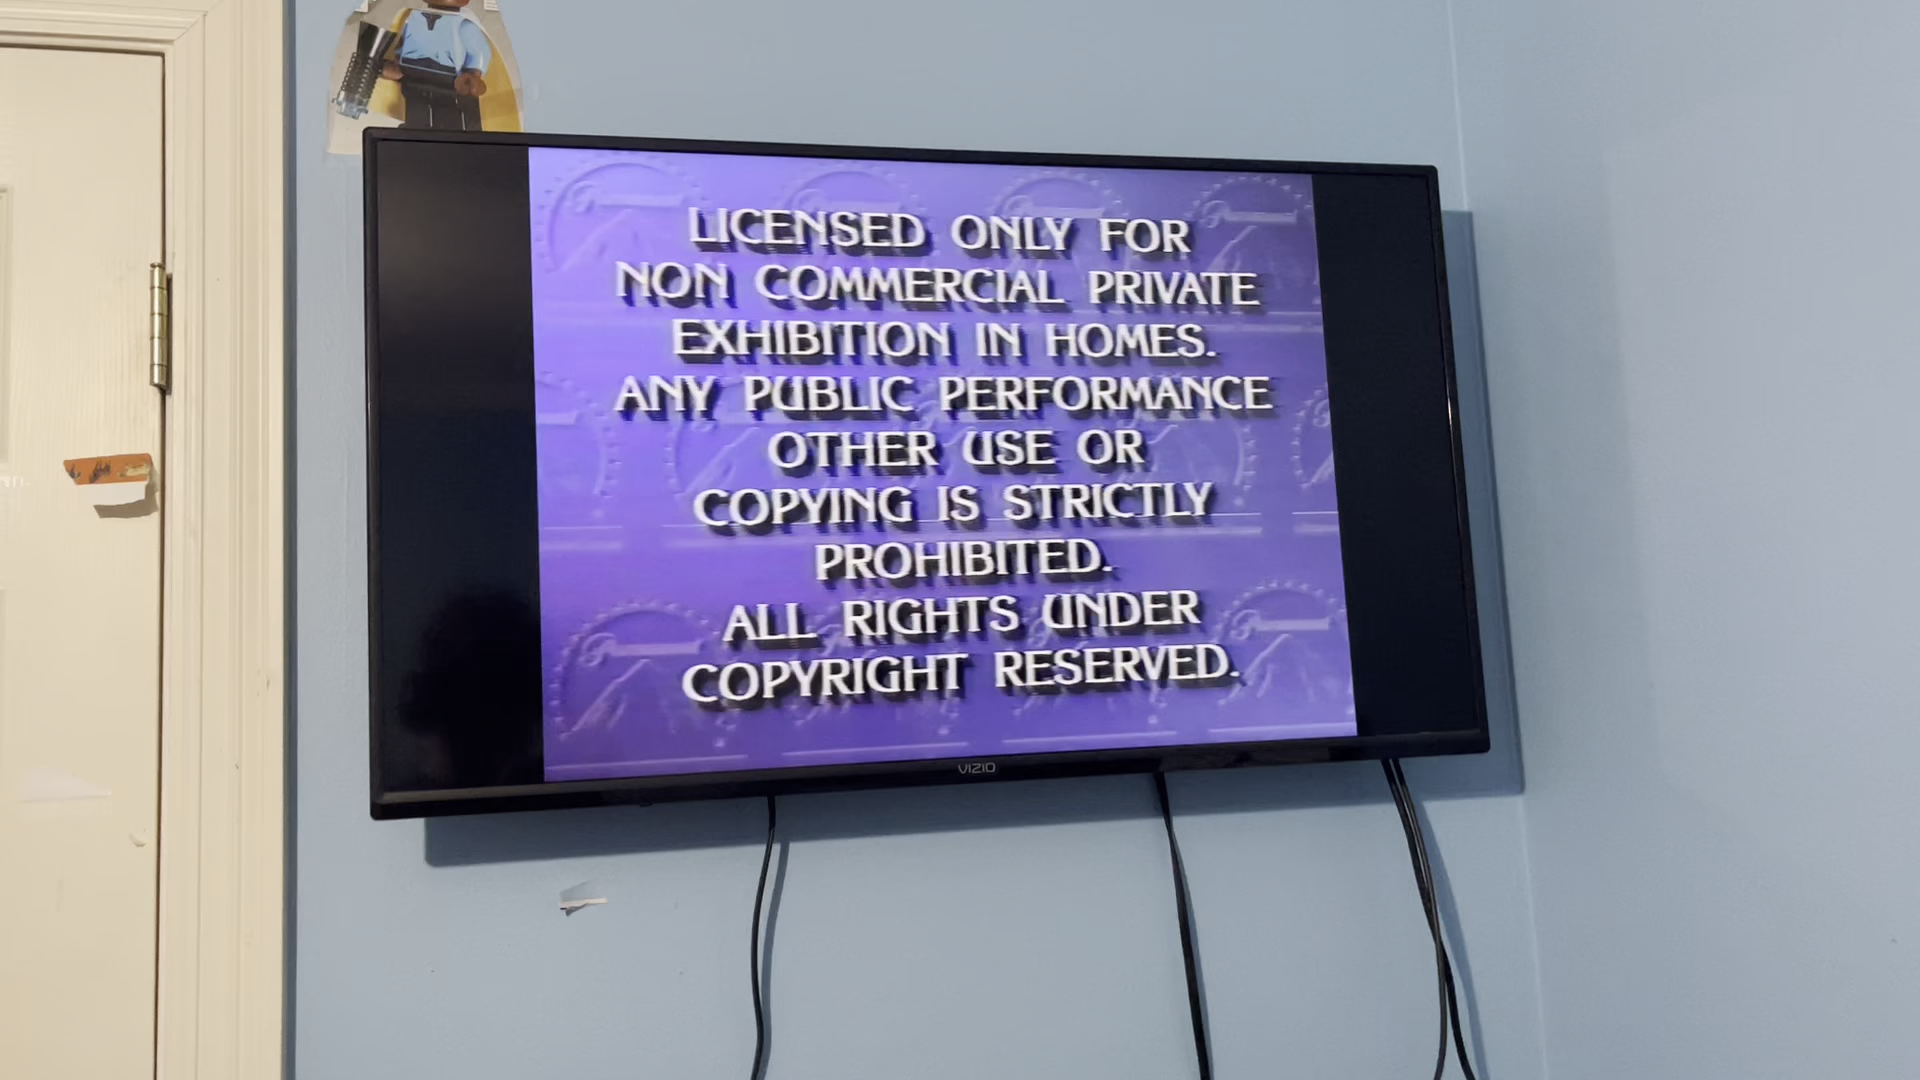 LICENSED ONLY FOR
NON COMMERCIAL PRIVATE
EXHIBITION IN HOMES.
ANY PUBLIC PERFORMANCE
OTHER USE OR
COPYING IS STRICTLY
PROHIBITED.
ALL RIGHTS UNDER
COPYRIGHT RESERVED.
VIZIO